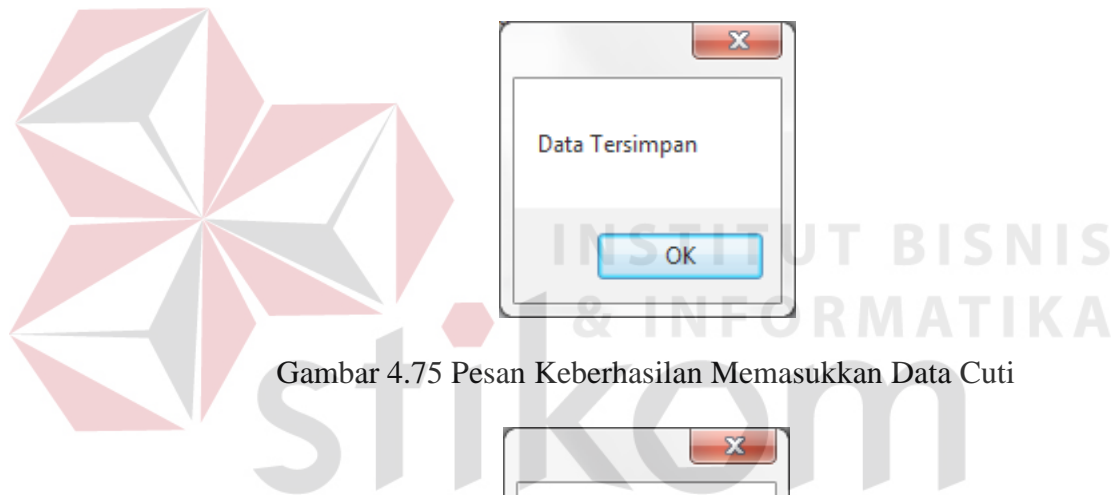 Data Tersimpan
OK
INSTITUT BISNIS
& INFORMATIKA
stikom
Gambar 4.75 Pesan Keberhasilan Memasukkan Data Cuti